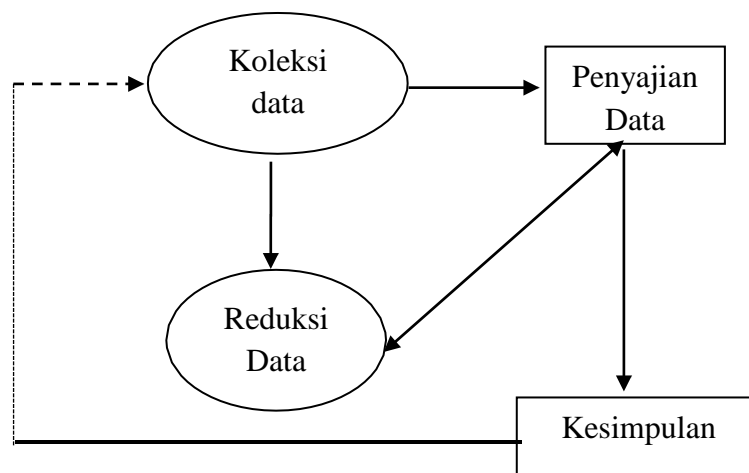 Koleksi
data
Penyajian
Data
Reduksi
Data
Kesimpulan